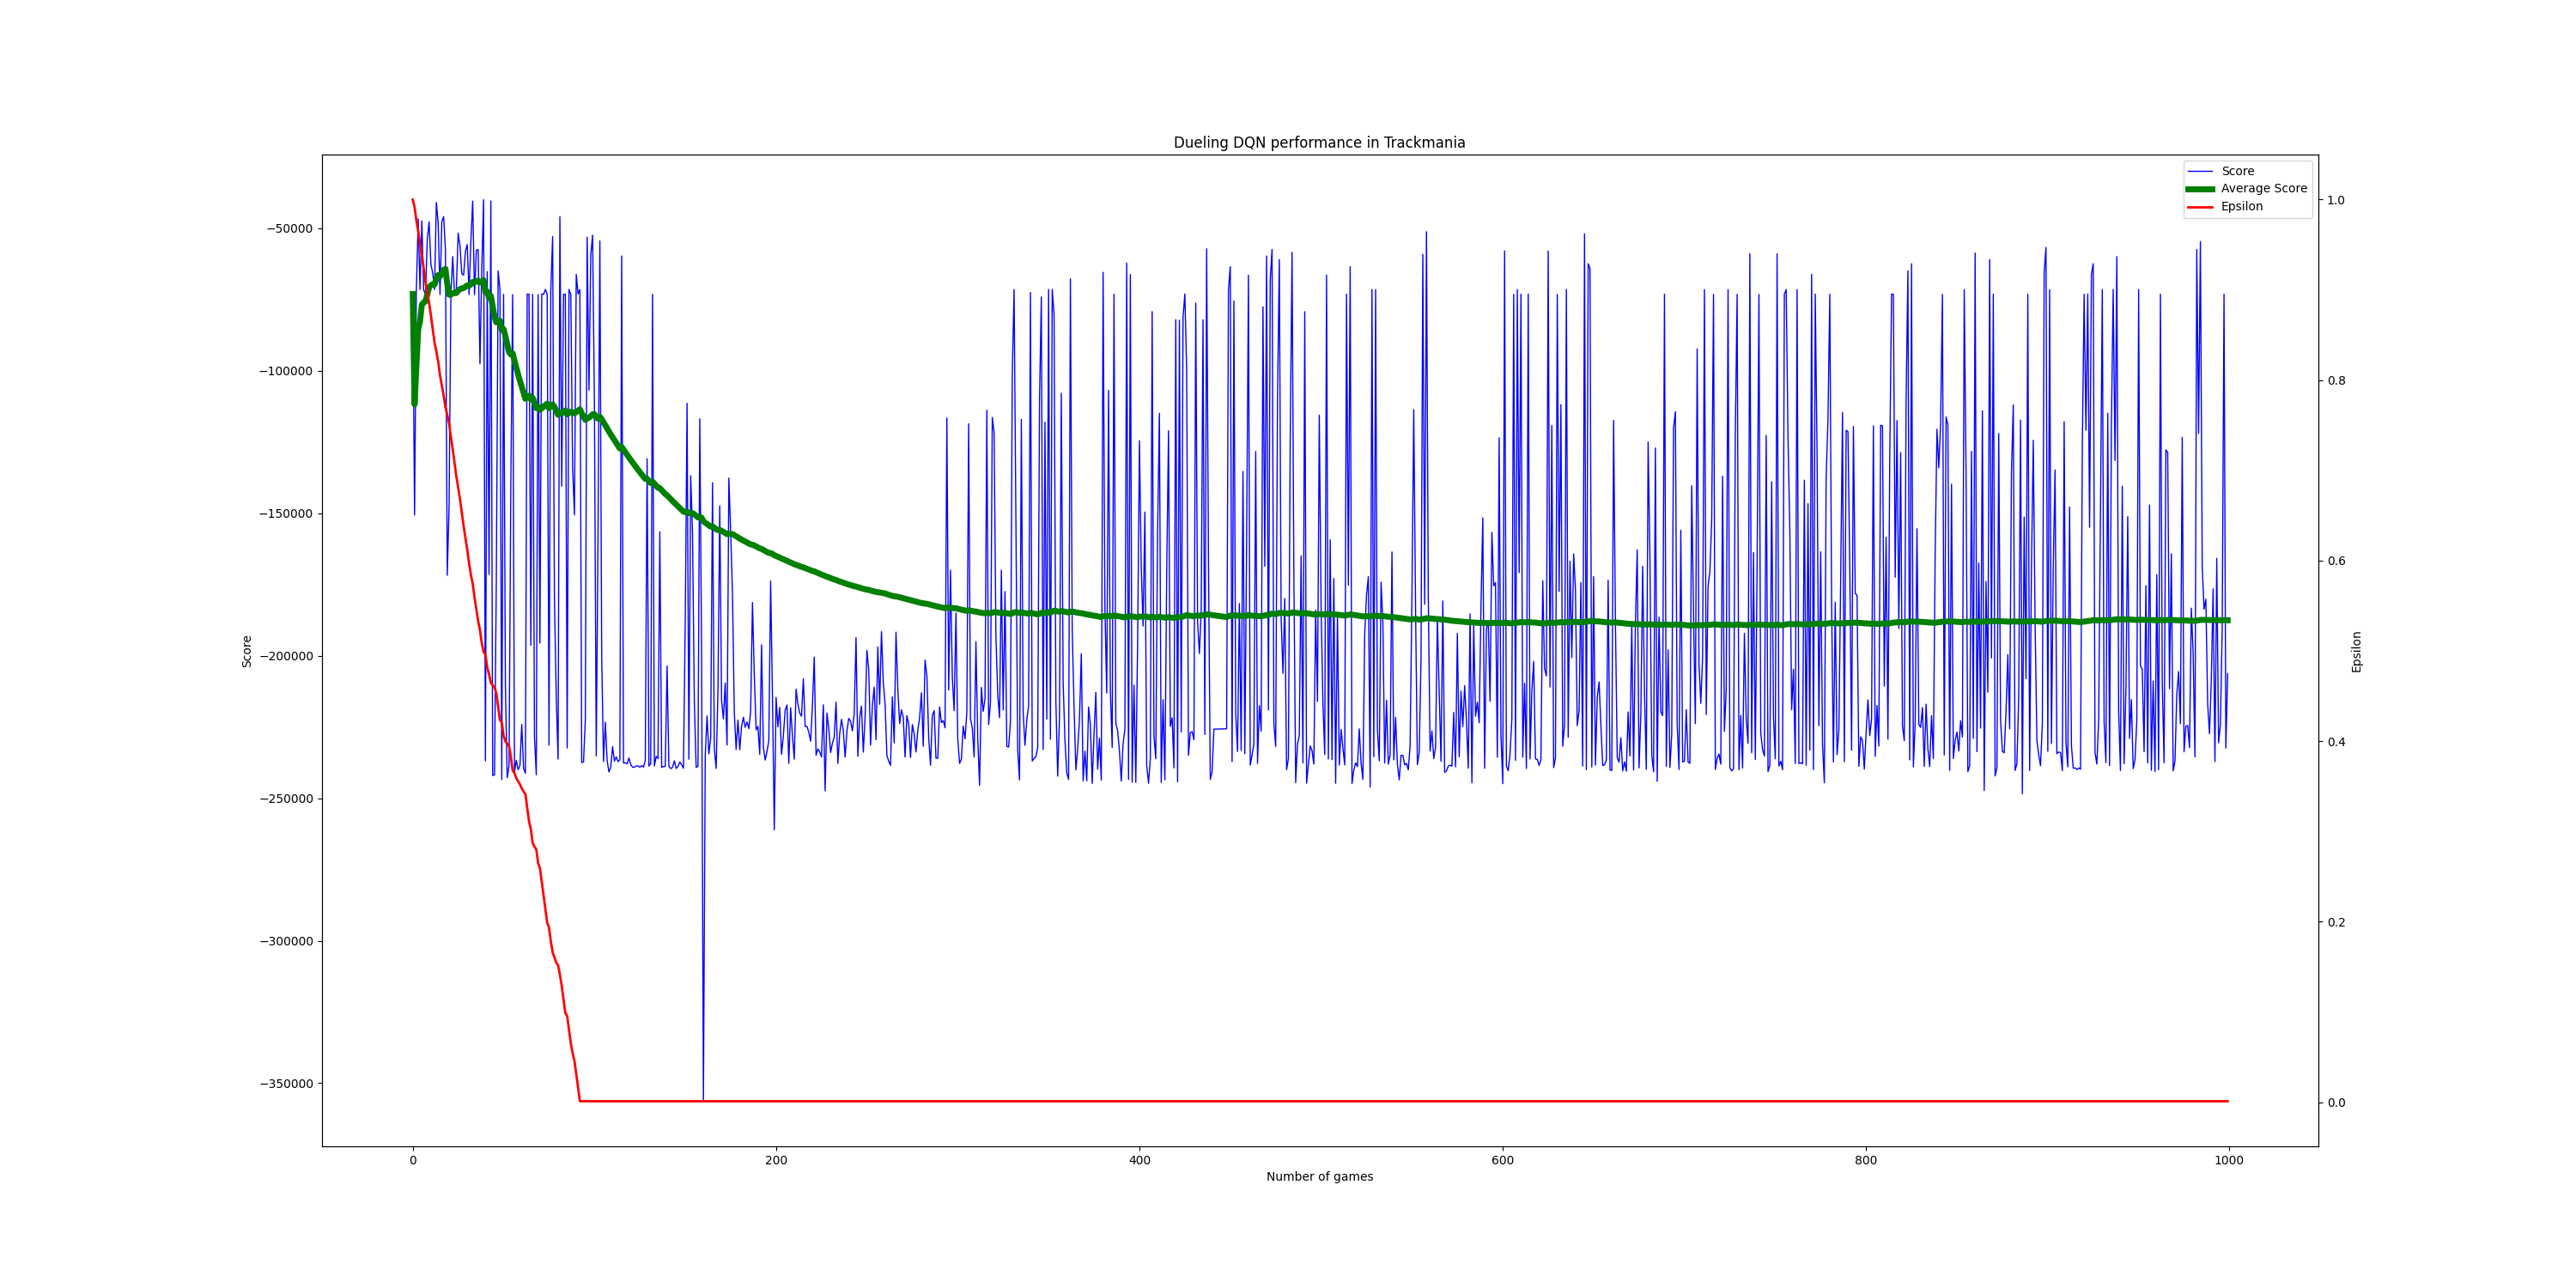 Dueling DQN performance in Trackmania
Score
Average Score
Epsilon
−50000
−100000
−150000
−200000
−250000
−300000
−350000
Score
1.0
0.8
0.6
0.4
0.2
0.0
Epsilon
0 200 400 600 800 1000
Number of games